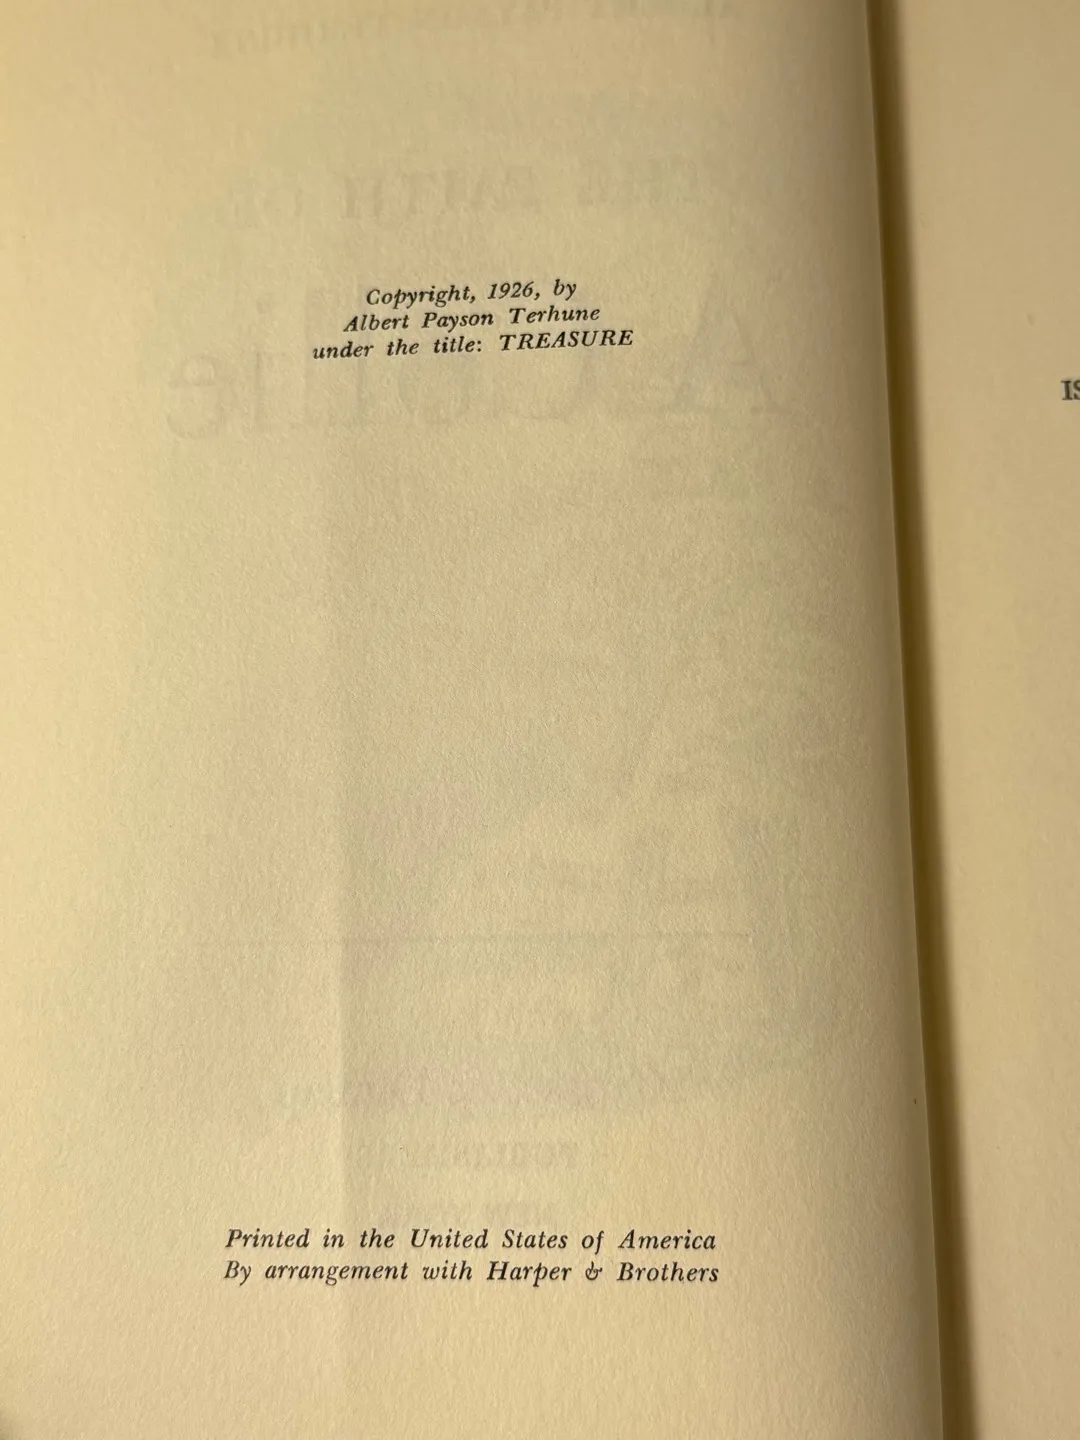 Copyright, 1926, by
Albert Payson Terhune
under the title: TREASURE
IS
Printed in the United States of America
By arrangement with Harper & Brothers